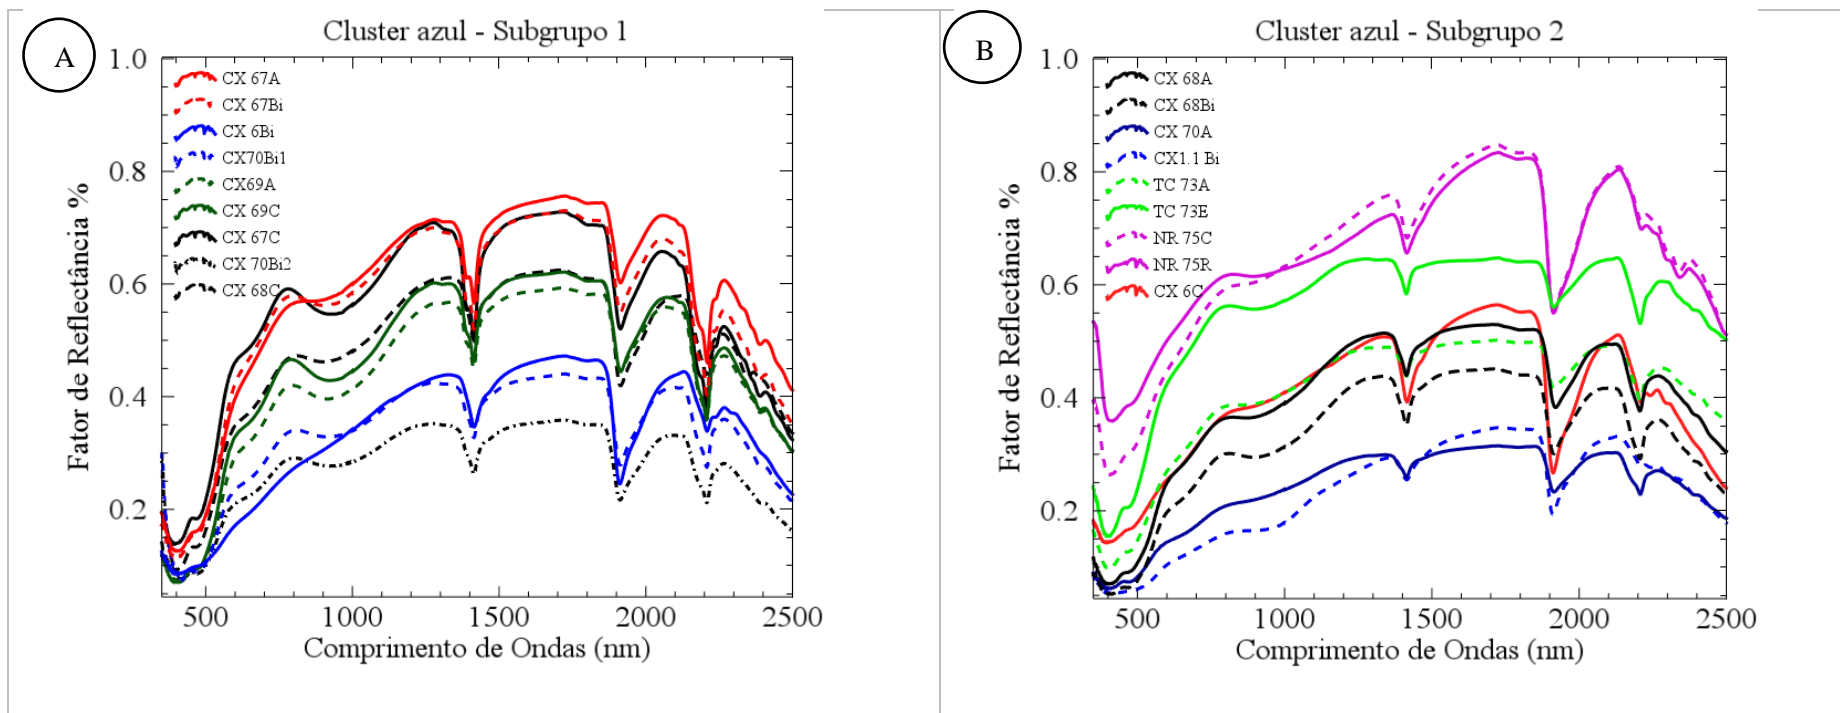 A
Cluster azul - Subgrupo 1
1.0
0.8
0.6
0.4
0.2
Fator de Reflectância %
CX 67A
CX 67Bi
CX 6Bi
CX70Bi1
CX69A
CX 69C
CX 67C
CX 70Bi2
CX 68C
500 1000 1500 2000 2500
Comprimento de Ondas (nm)
B
Cluster azul - Subgrupo 2
1.0
0.8
0.6
0.4
0.2
Fator de Reflectância %
CX 68A
CX 68Bi
CX 70A
CX1.1 Bi
TC 73A
TC 73E
NR 75C
NR 75R
CX 6C
500 1000 1500 2000 2500
Comprimento de Ondas (nm)